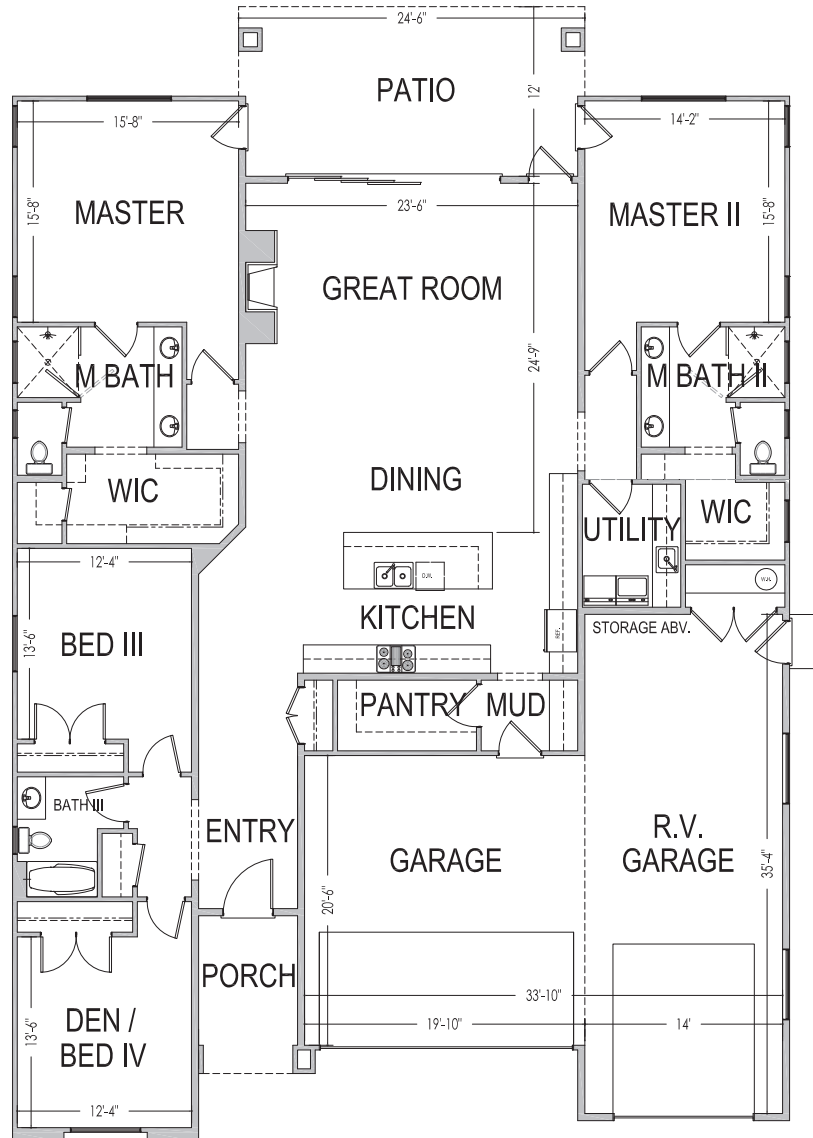 24'-6"
PATIO
12'
15'-8"
14'-2"
15'-8"
MASTER
23'-6"
MASTER II
15'-8"
GREAT ROOM
24'-9"
M BATH
M BATH II
DINING
WIC
WIC
UTILITY
12'-4"
D.W.
W.H.
KITCHEN
STORAGE ABV.
REF.
BED III
13'-6"
PANTRY
MUD
BATH III
ENTRY
GARAGE
R.V.
GARAGE
35'-4"
20'-6"
PORCH
33'-10"
DEN /
BED IV
13'-6"
19'-10"
14'
12'-4"